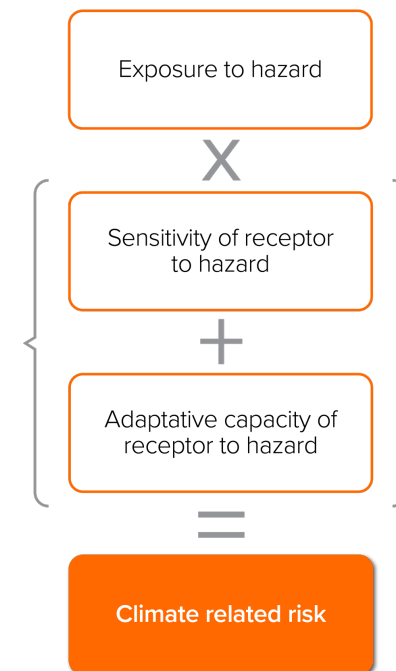 Exposure to hazard
X
Sensitivity of receptor
to hazard
+
Adaptative capacity of
receptor to hazard
=
Climate related risk